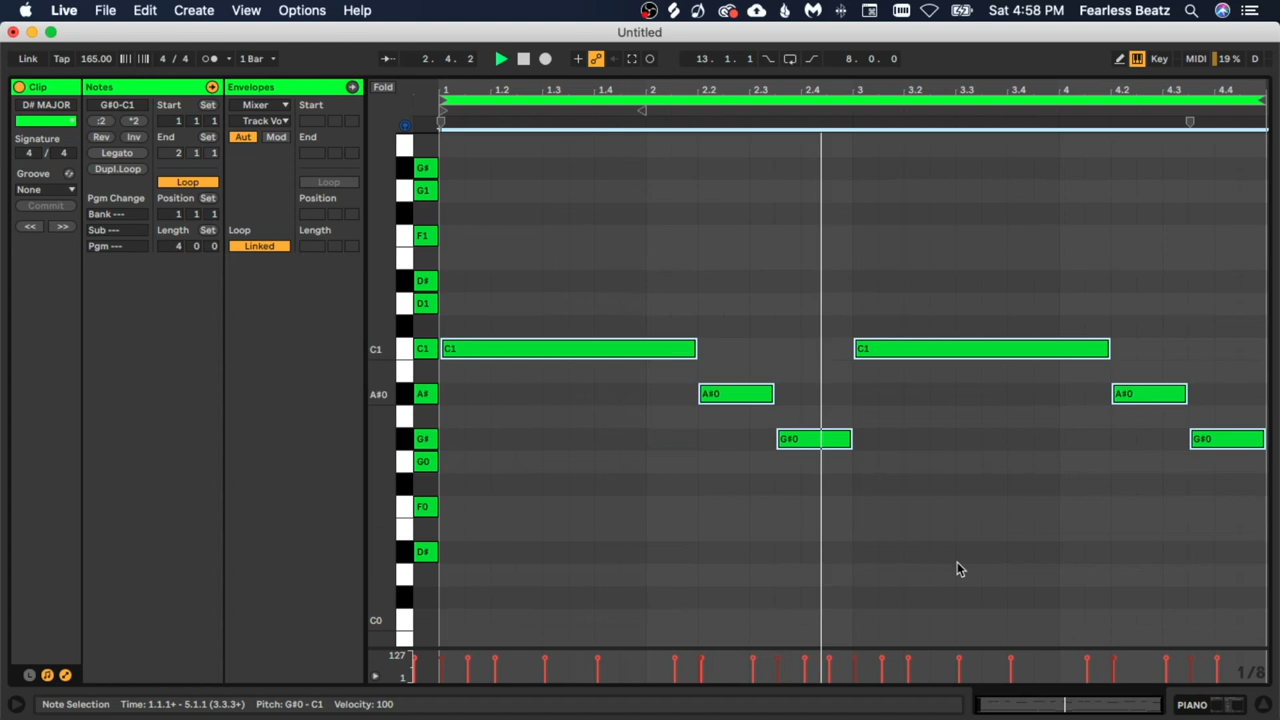 Live File Edit Create View Options Help Sat 4:58 PM Fearless Beatz
Untitled
Link Tap 165.00 4 / 4 1 Bar 2. 4. 2 13. 1. 1 8. 0. 0 Key MIDI 19 % D
Clip Notes Envelopes Fold 1 1.2 1.3 1.4 2 2.2 2.3 2.4 3 3.2 3.3 3.4 4 4.2 4.3 4.4
D# MAJOR G#0-C1 Start Set Mixer Start
:2 *2 1 1 1 Track Vo
Signature Rev Inv End Set Aut Mod End
4 / 4 Legato 2 1 1
Groove Dupl.Loop
None Loop Loop
Commit Pgm Change Position Set Position
<< >> Bank --- 1 1 1
Sub --- Length Set Loop Length
Pgm --- 4 0 0 Linked
G#
G1
F1
D#
D1
C1 C1 C1 C1
A#0 A# A#0 A#0
G# G#0 G#0
G0
F0
D#
C0
127
1 1/8
Note Selection Time: 1.1.1+ - 5.1.1 (3.3.3+) Pitch: G#0 - C1 Velocity: 100 PIANO